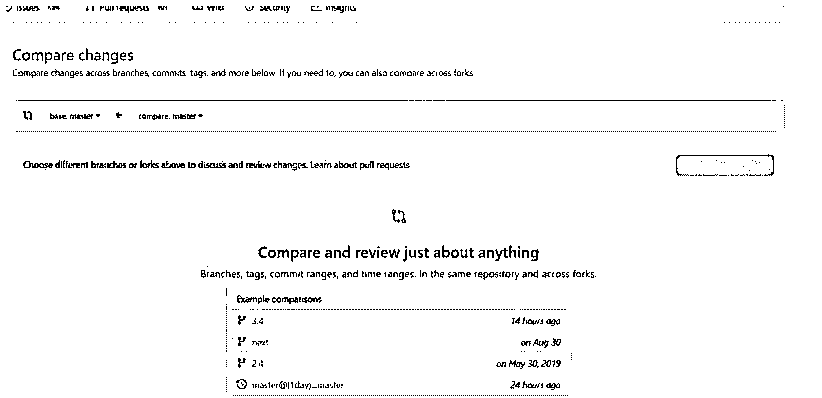 Issues Pull requests Wiki Security Insights
Compare changes
Compare changes across branches, commits, tags, and more below. If you need to, you can also compare across forks.
base: master compare: master
Choose different branches or forks above to discuss and review changes. Learn about pull requests
Compare and review just about anything
Branches, tags, commit ranges, and time ranges. In the same repository and across forks.
Example comparisons
3.4 14 hours ago
next on Aug 30
2.4 on May 30, 2019
master@{1day}...master 24 hours ago